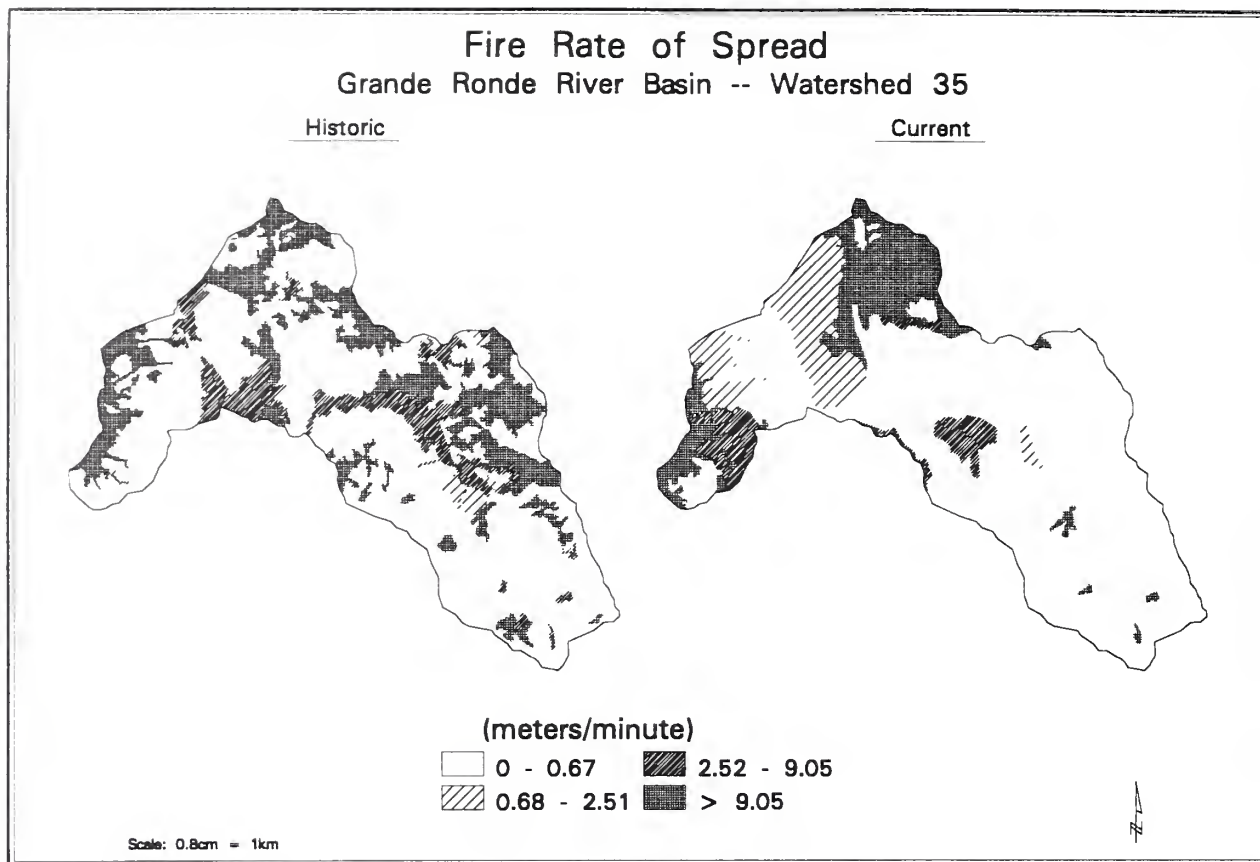 Fire Rate of Spread
Grande Ronde River Basin -- Watershed 35
Historic
Current
(meters/minute)
0 - 0.67
2.52 - 9.05
0.68 - 2.51
> 9.05
Scale: 0.8cm = 1km
N